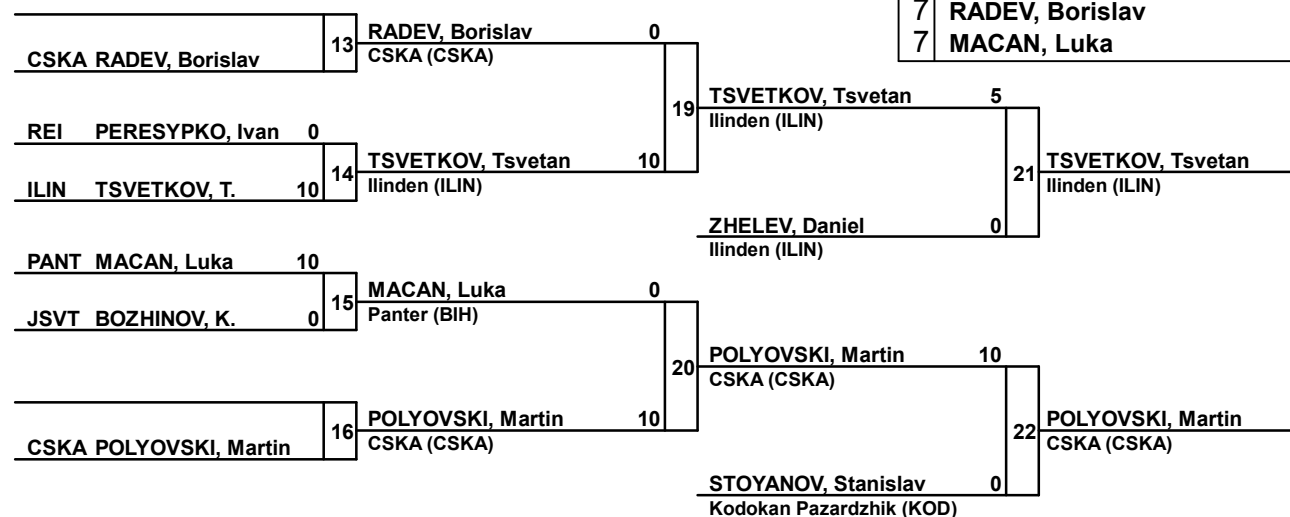 7 RADEV, Borislav
7 MACAN, Luka
CSKA RADEV, Borislav
13
RADEV, Borislav 0
CSKA (CSKA)
REI PERESYPKO, Ivan 0
ILIN TSVETKOV, T. 10
14
TSVETKOV, Tsvetan 10
Ilinden (ILIN)
19
TSVETKOV, Tsvetan 5
Ilinden (ILIN)
ZHELEV, Daniel 0
Ilinden (ILIN)
21
TSVETKOV, Tsvetan
Ilinden (ILIN)
PANT MACAN, Luka 10
JSVT BOZHINOV, K. 0
15
MACAN, Luka 0
Panter (BIH)
CSKA POLYOVSKI, Martin
16
POLYOVSKI, Martin 10
CSKA (CSKA)
20
POLYOVSKI, Martin 10
CSKA (CSKA)
STOYANOV, Stanislav 0
Kodokan Pazardzhik (KOD)
22
POLYOVSKI, Martin
CSKA (CSKA)